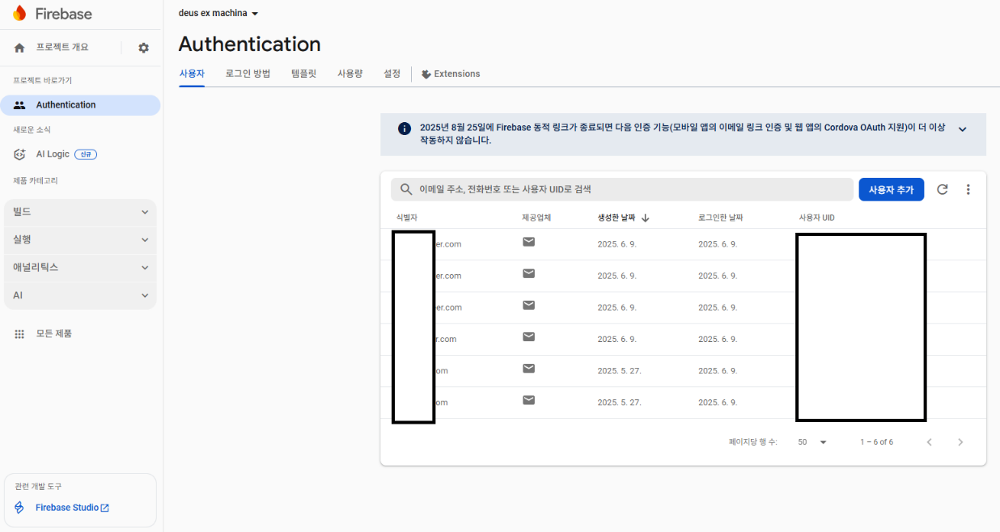 Firebase
프로젝트 개요
프로젝트 바로가기
Authentication
새로운 소식
AI Logic 신규
제품 카테고리
빌드
실행
애널리틱스
AI
모든 제품
관련 개발 도구
Firebase Studio
deus ex machina
Authentication
사용자 로그인 방법 템플릿 사용량 설정 Extensions
2025년 8월 25일에 Firebase 동적 링크가 종료되면 다음 인증 기능(모바일 앱의 이메일 링크 인증 및 웹 앱의 Cordova OAuth 지원)이 더 이상
작동하지 않습니다.
이메일 주소, 전화번호 또는 사용자 UID로 검색 사용자 추가
식별자 제공업체 생성한 날짜 로그인한 날짜 사용자 UID
er.com 2025. 6. 9. 2025. 6. 9.
er.com 2025. 6. 9. 2025. 6. 9.
er.com 2025. 6. 9. 2025. 6. 9.
r.com 2025. 6. 9. 2025. 6. 9.
om 2025. 5. 27. 2025. 6. 9.
om 2025. 5. 27. 2025. 6. 9.
페이지당 행 수: 50 1 – 6 of 6